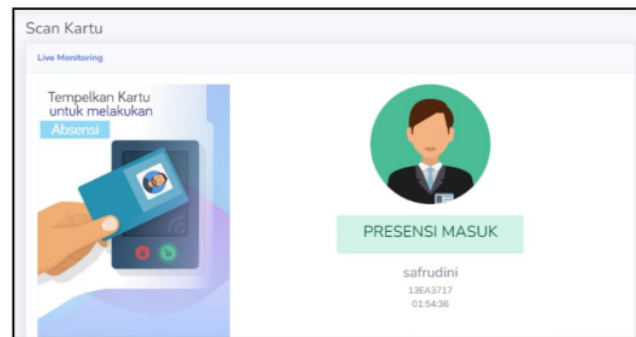 Scan Kartu
Live Monitoring
Tempelkan Kartu
untuk melakukan
Absensi
PRESENSI MASUK
safrudini
13EA3717
01:54:36